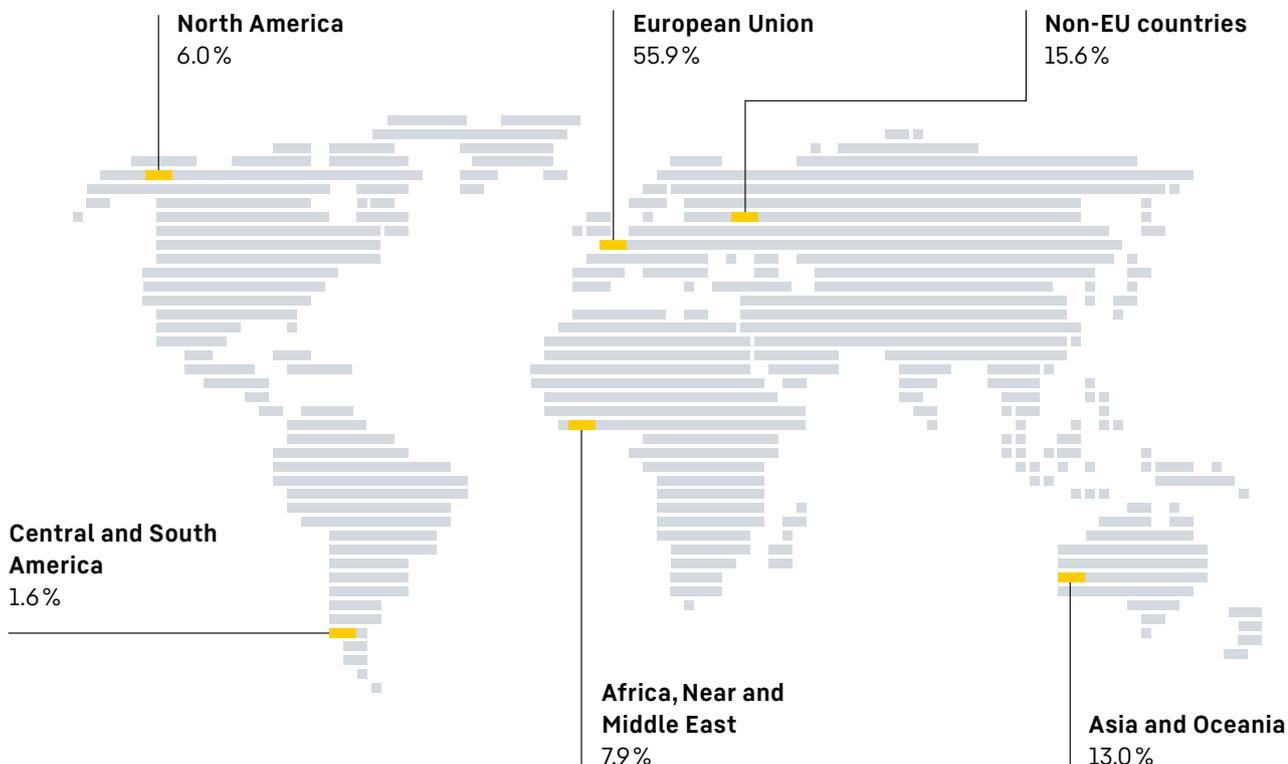 North America
6.0 %
European Union
55.9 %
Non-EU countries
15.6 %
Central and South
America
1.6 %
Africa, Near and
Middle East
7.9 %
Asia and Oceania
13.0 %